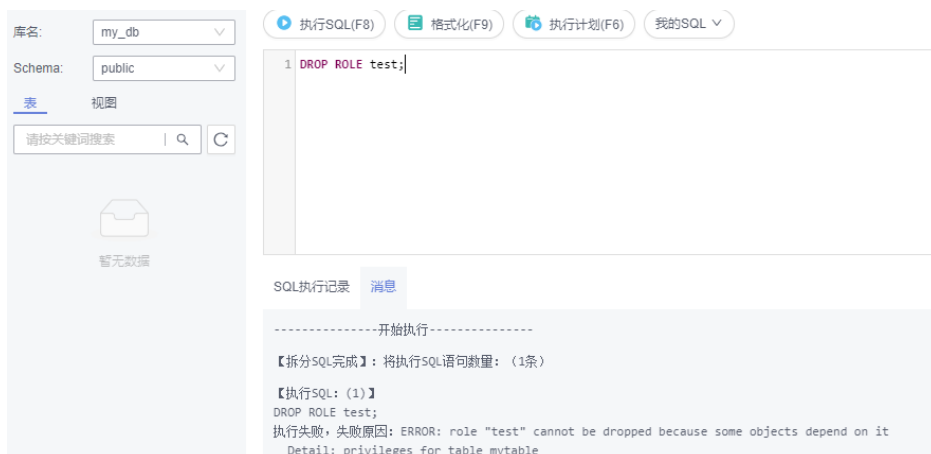 库名: my_db
Schema: public
表 视图
请按关键词搜索
暂无数据
执行SQL(F8) 格式化(F9) 执行计划(F6) 我的SQL
1 DROP ROLE test;
SQL执行记录 消息
---------------开始执行---------------
【拆分SQL完成】: 将执行SQL语句数量: (1条)
【执行SQL: (1)】
DROP ROLE test;
执行失败, 失败原因: ERROR: role "test" cannot be dropped because some objects depend on it
Detail: privileges for table mytable